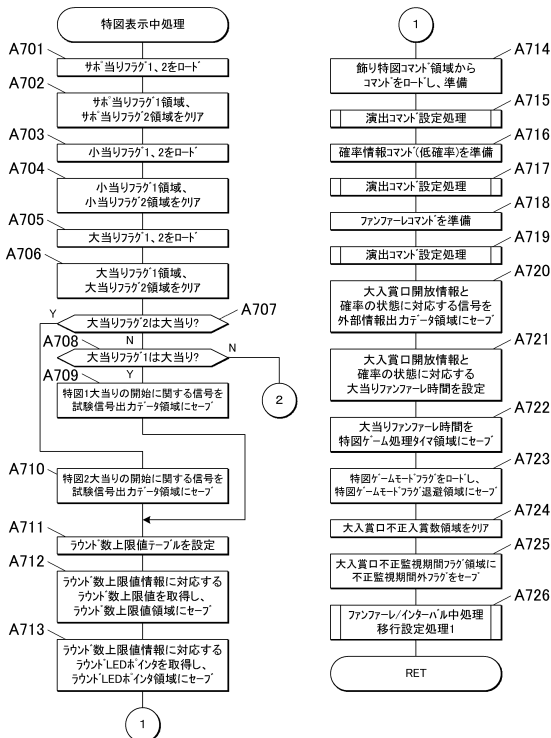 特図表示中処理
A701
サポ当りフラグ1、2をロード
A702
サポ当りフラグ1領域、
サポ当りフラグ2領域をクリア
A703
小当りフラグ1、2をロード
A704
小当りフラグ1領域、
小当りフラグ2領域をクリア
A705
大当りフラグ1、2をロード
A706
大当りフラグ1領域、
大当りフラグ2領域をクリア
A707
Y
大当りフラグ2は大当り?
N
A708
大当りフラグ1は大当り?
N
Y
2
A709
特図1大当りの開始に関する信号を
試験信号出力データ領域にセーブ
A710
特図2大当りの開始に関する信号を
試験信号出力データ領域にセーブ
A711
ラウンド数上限値テーブルを設定
A712
ラウンド数上限値情報に対応する
ラウンド数上限値を取得し、
ラウンド数上限値領域にセーブ
A713
ラウンド数上限値情報に対応する
ラウンドLEDポインタを取得し、
ラウンドLEDポインタ領域にセーブ
1
1
A714
飾り特図コマンド領域から
コマンドをロードし、準備
A715
演出コマンド設定処理
A716
確率情報コマンド(低確率)を準備
A717
演出コマンド設定処理
A718
ファンファーレコマンドを準備
A719
演出コマンド設定処理
A720
大入賞口開放情報と
確率の状態に対応する信号を
外部情報出力データ領域にセーブ
A721
大入賞口開放情報と
確率の状態に対応する
大当りファンファーレ時間を設定
A722
大当りファンファーレ時間を
特図ゲーム処理タイマ領域にセーブ
A723
特図ゲームモードフラグをロードし、
特図ゲームモードフラグ退避領域にセーブ
A724
大入賞口不正入賞数領域をクリア
A725
大入賞口不正監視期間フラグ領域に
不正監視期間外フラグをセーブ
A726
ファンファーレ/インターバル中処理
移行設定処理1
RET